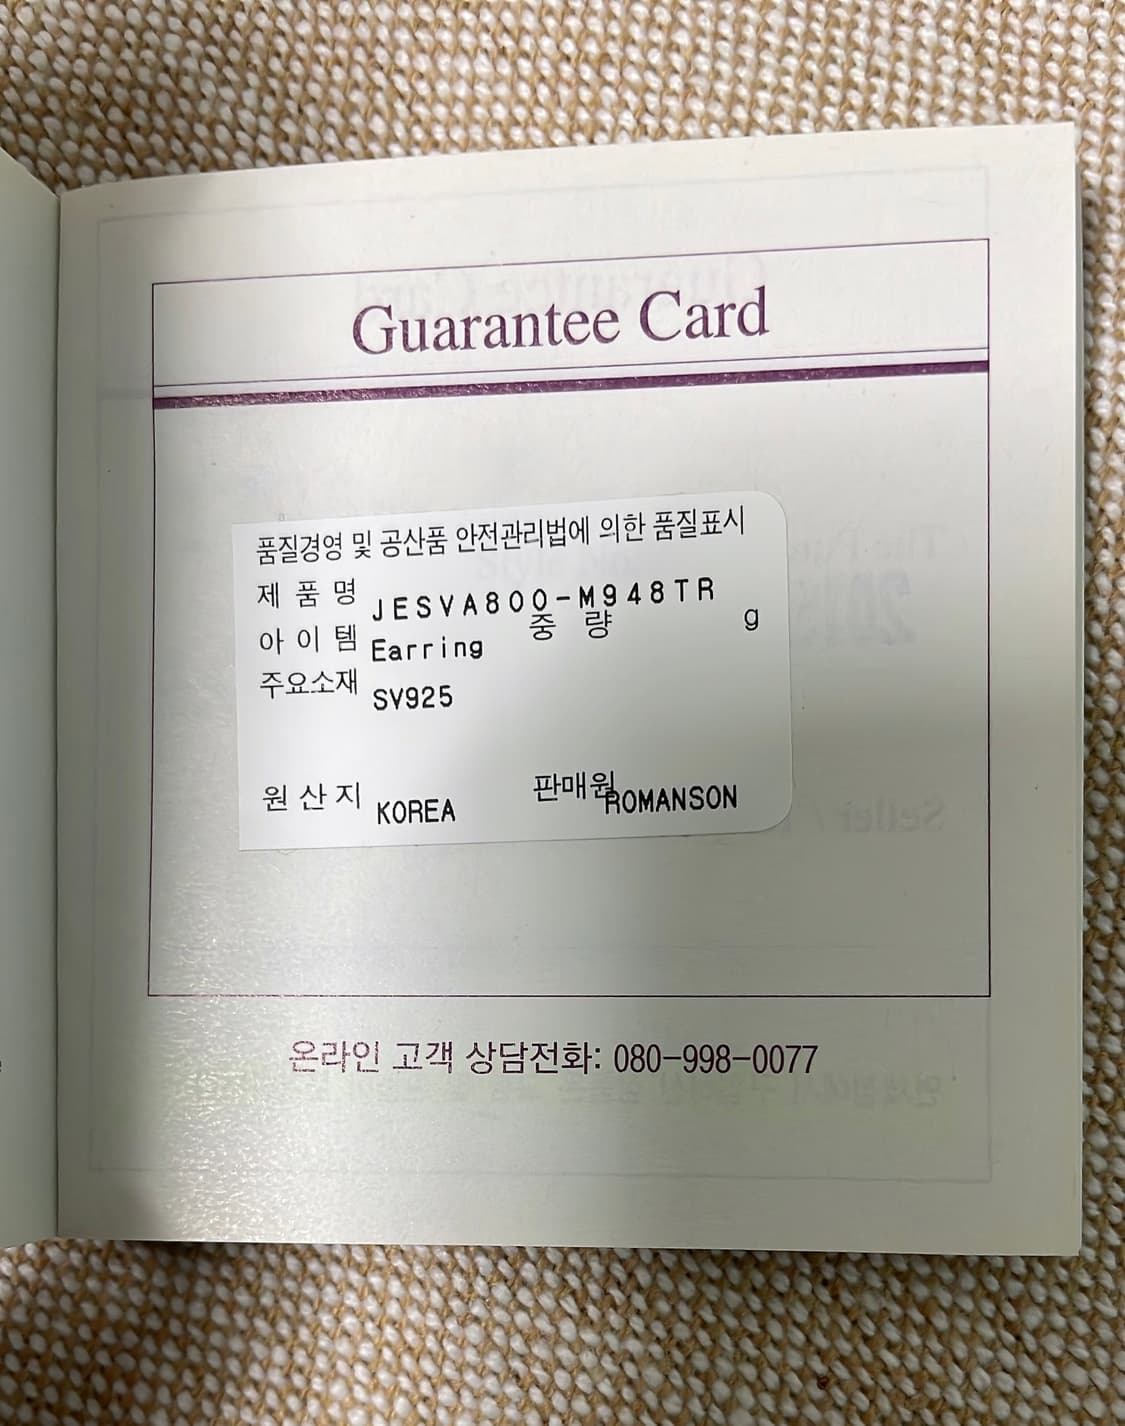 Guarantee Card
품질경영 및 공산품 안전관리법에 의한 품질표시
제 품 명 JESVA800-M948TR
아 이 템 Earring 중 량 g
주요소재 SV925
원 산 지 KOREA 판매원 ROMANSON
온라인 고객 상담전화: 080-998-0077